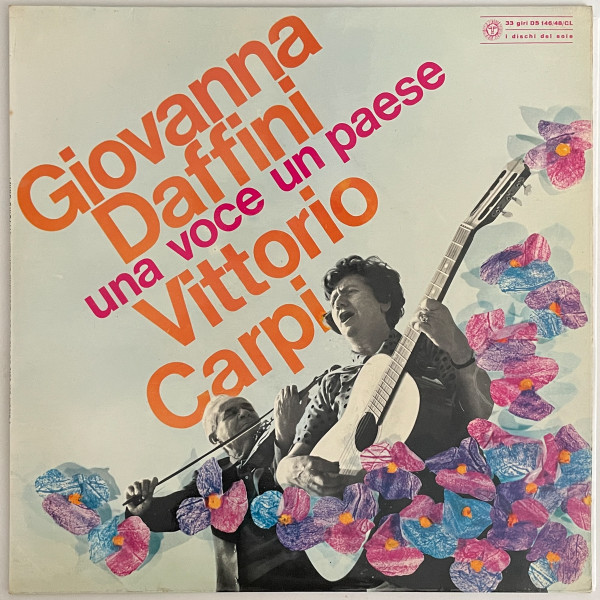 33 giri DS 146/48/CL
i dischi del sole
Giovanna
Daffini
una voce un paese
Vittorio
Carpi